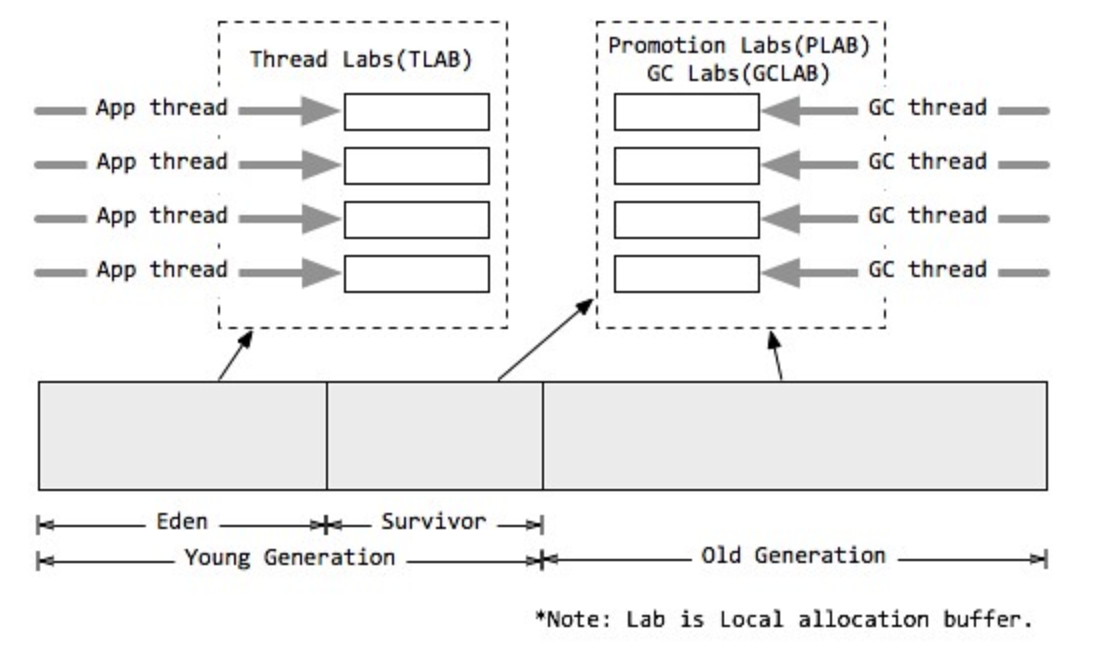 Thread Labs(TLAB)
Promotion Labs(PLAB)
GC Labs(GCLAB)
App thread
GC thread
App thread
GC thread
App thread
GC thread
App thread
GC thread
Eden
Survivor
Young Generation
Old Generation
*Note: Lab is Local allocation buffer.